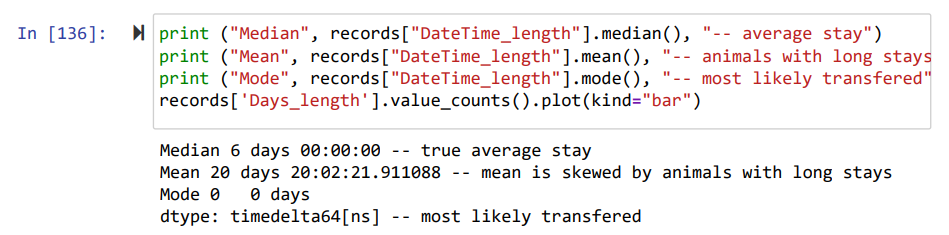 In [136]:
print ("Median", records["DateTime_length"].median(), "-- average stay")
print ("Mean", records["DateTime_length"].mean(), "-- animals with long stays
print ("Mode", records["DateTime_length"].mode(), "-- most likely transfered"
records['Days_length'].value_counts().plot(kind="bar")
Median 6 days 00:00:00 -- true average stay
Mean 20 days 20:02:21.911088 -- mean is skewed by animals with long stays
Mode 0   0 days
dtype: timedelta64[ns] -- most likely transfered